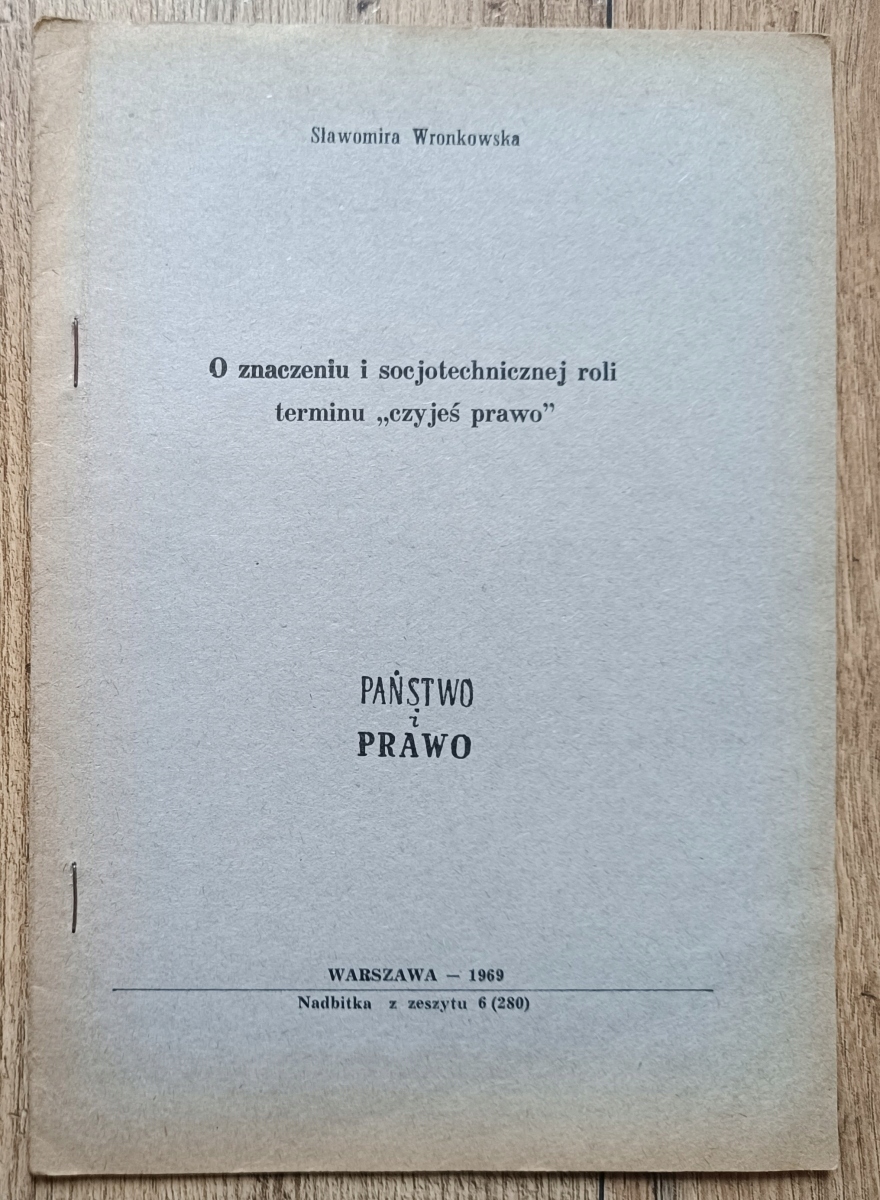 Sławomira Wronkowska
O znaczeniu i socjotechnicznej roli
terminu „czyjeś prawo”
PAŃSTWO
i
PRAWO
WARSZAWA — 1969
Nadbitka z zeszytu 6 (280)